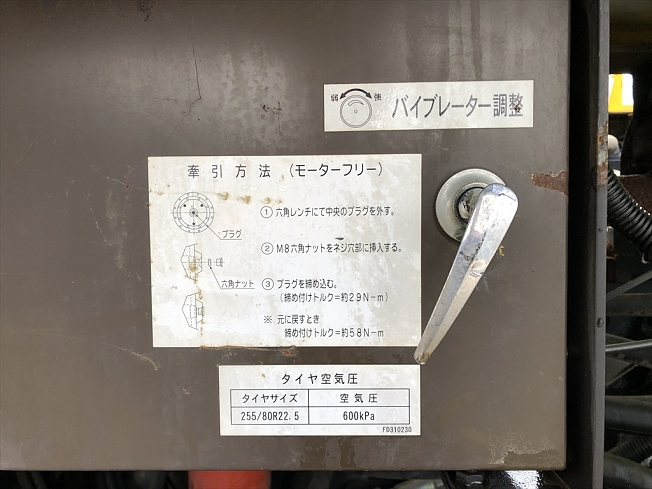 弱 強 バイブレーター調整
牽引方法（モーターフリー）
① 六角レンチにて中央のプラグを外す。
プラグ
② M8六角ナットをネジ穴部に挿入する。
六角ナット
③ プラグを締め込む。
（締め付けトルク=約29N-m）
※ 元に戻すとき
締め付けトルク=約58N-m
タイヤ空気圧
タイヤサイズ 空気圧
255/80R22.5 600kPa
FD310230